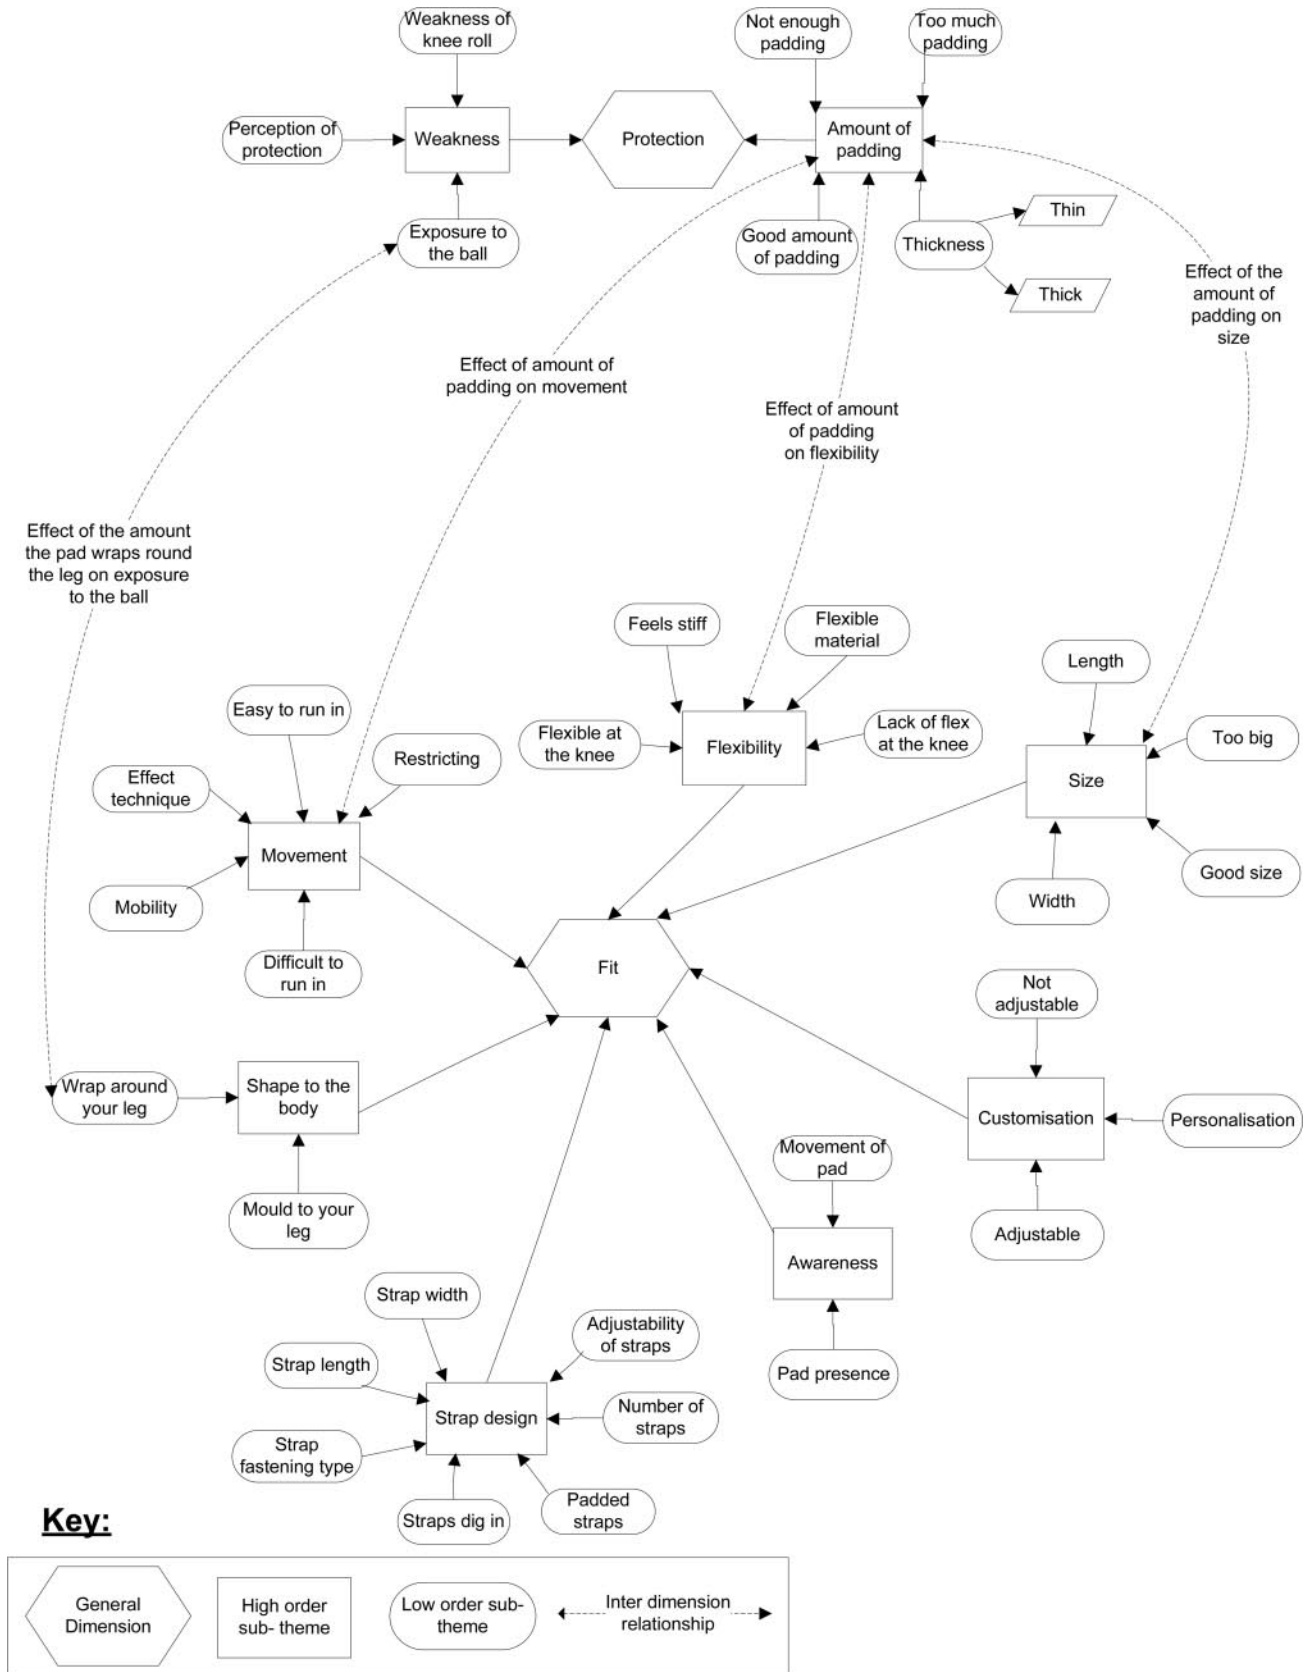 Weakness of
knee roll
Not enough
padding
Too much
padding
Perception of
protection
Weakness
Protection
Amount of
padding
Exposure to
the ball
Good amount
of padding
Thickness
Thin
Thick
Effect of the
amount of
padding on
size
Effect of amount of
padding on movement
Effect of amount
of padding
on flexibility
Effect of the amount
the pad wraps round
the leg on exposure
to the ball
Feels stiff
Flexible
material
Length
Easy to run in
Restricting
Flexible at
the knee
Flexibility
Lack of flex
at the knee
Too big
Size
Effect
technique
Movement
Mobility
Good size
Width
Difficult to
run in
Fit
Not
adjustable
Wrap around
your leg
Shape to the
body
Customisation
Personalisation
Movement of
pad
Mould to your
leg
Adjustable
Awareness
Strap width
Adjustability
of straps
Strap length
Pad presence
Strap design
Number of
straps
Strap
fastening type
Straps dig in
Padded
straps
Key:
General
Dimension
High order
sub- theme
Low order sub-
theme
Inter dimension
relationship